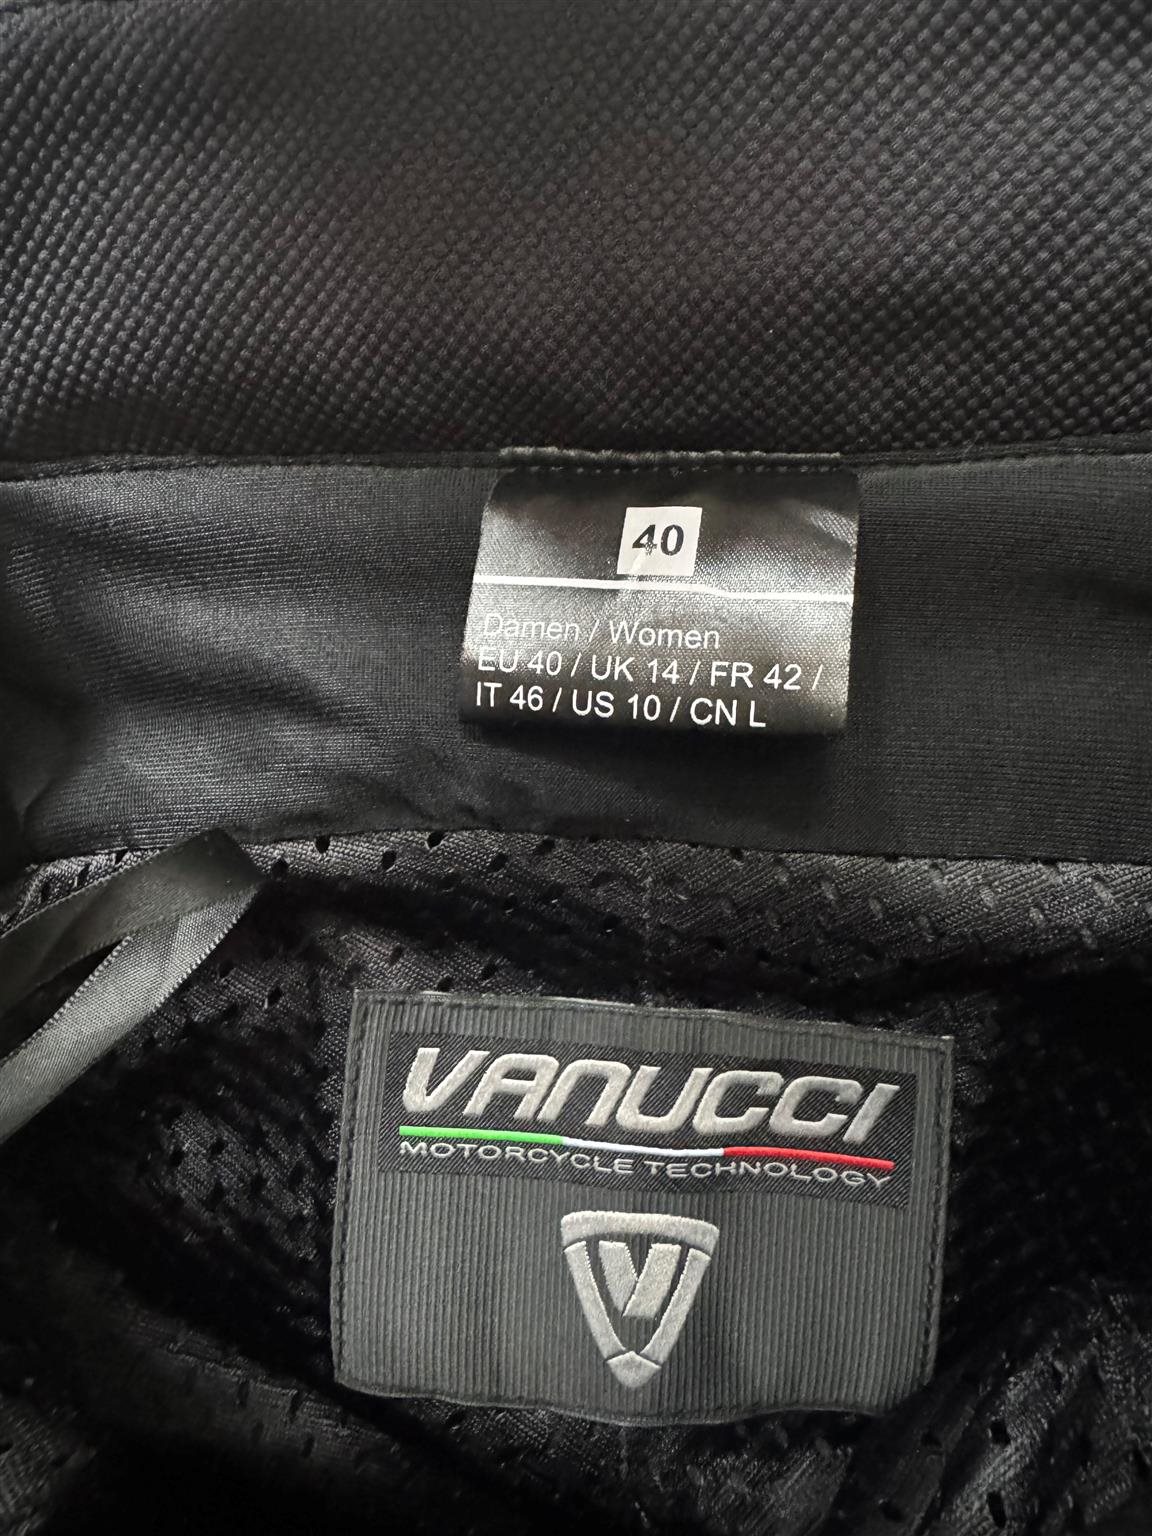 40
Damen / Women
EU 40 / UK 14 / FR 42 /
IT 46 / US 10 / CN L
VANUCCI
MOTORCYCLE TECHNOLOGY
V